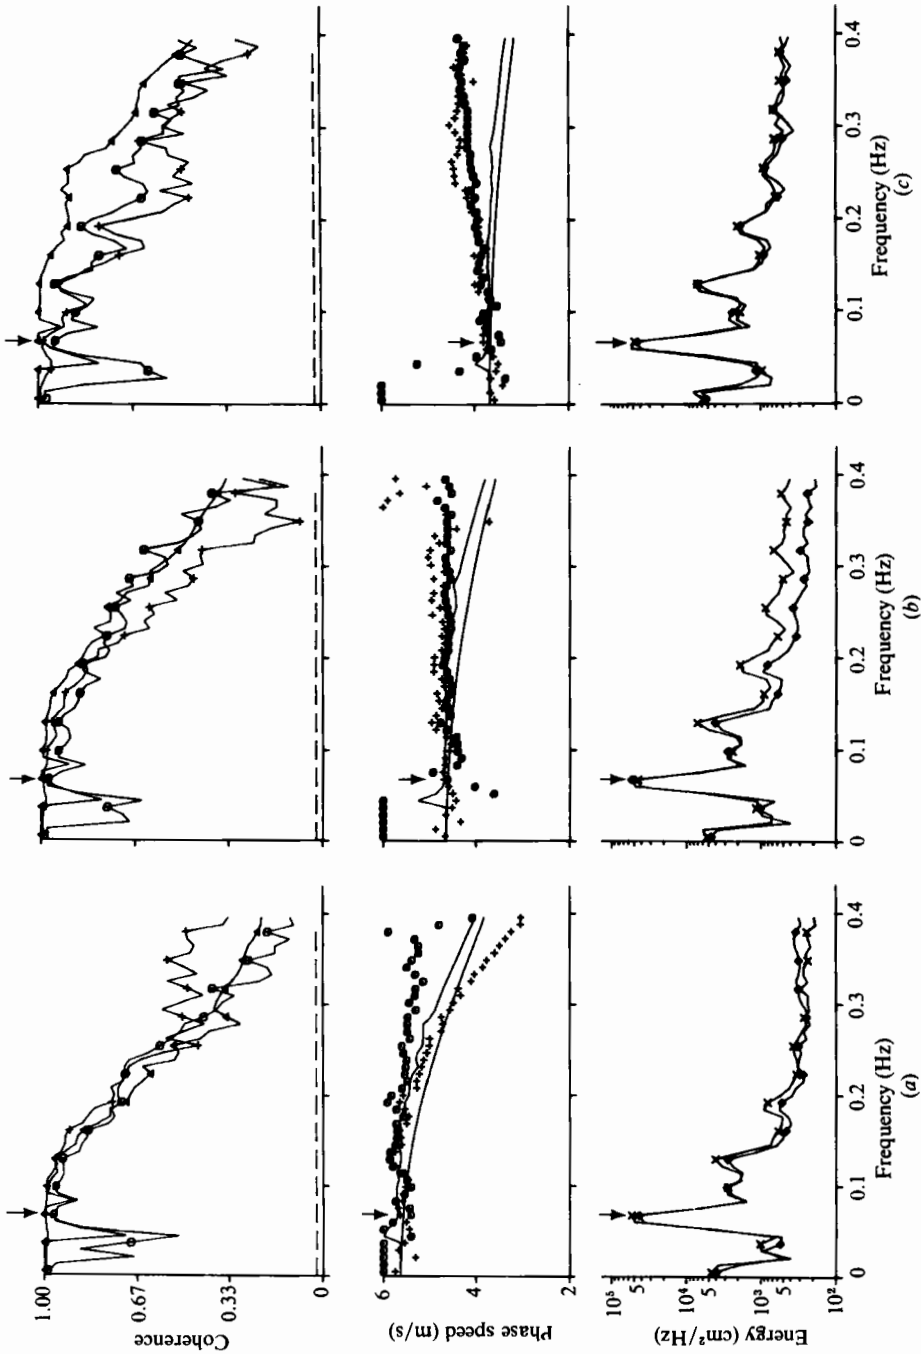 1.00
0.67
0.33
0
Coherence
6
4
2
Phase speed (m/s)
10⁵
5
10⁴
5
10³
5
10²
Energy (cm²/Hz)
0 0.1 0.2 0.3 0.4
Frequency (Hz)
(a)
0 0.1 0.2 0.3 0.4
Frequency (Hz)
(b)
0 0.1 0.2 0.3 0.4
Frequency (Hz)
(c)